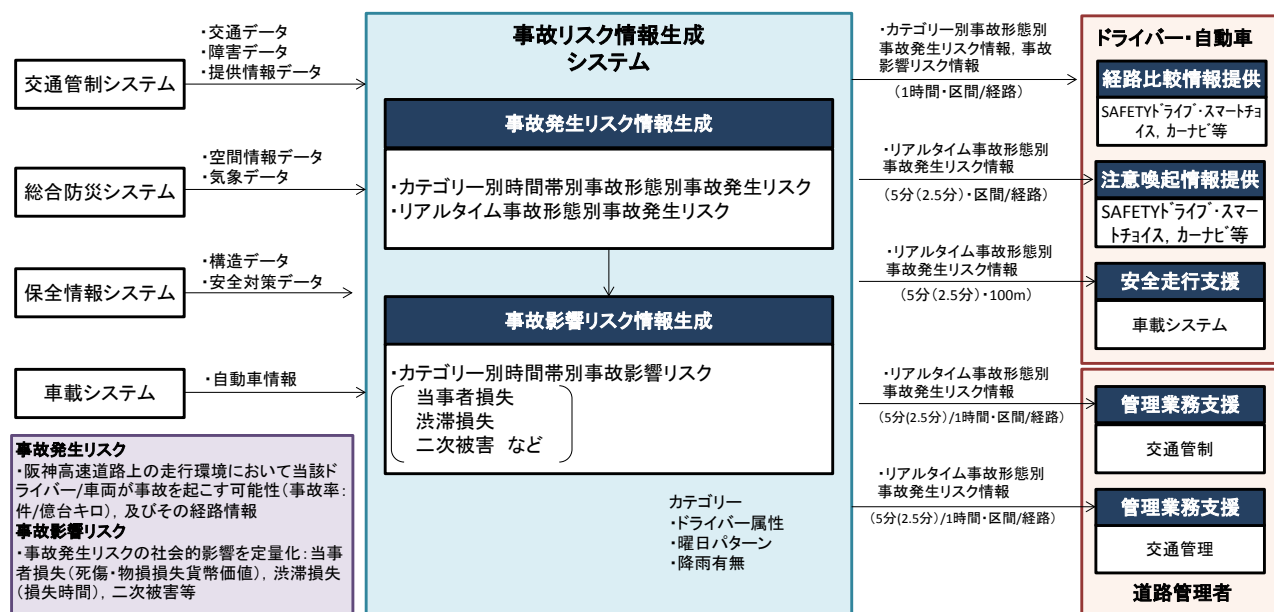 ・交通データ
・障害データ
・提供情報データ
交通管制システム
・空間情報データ
・気象データ
総合防災システム
・構造データ
・安全対策データ
保全情報システム
・自動車情報
車載システム
事故発生リスク
・阪神高速道路上の走行環境において当該ド
ライバー/車両が事故を起こす可能性(事故率:
件/億台キロ), 及びその経路情報
事故影響リスク
・事故発生リスクの社会的影響を定量化:当事
者損失(死傷・物損損失貨幣価値), 渋滞損失
(損失時間), 二次被害等
事故リスク情報生成
システム
事故発生リスク情報生成
・カテゴリー別時間帯別事故形態別事故発生リスク
・リアルタイム事故形態別事故発生リスク
事故影響リスク情報生成
・カテゴリー別時間帯別事故影響リスク
当事者損失
渋滞損失
二次被害 など
カテゴリー
・ドライバー属性
・曜日パターン
・降雨有無
・カテゴリー別事故形態別
事故発生リスク情報, 事故
影響リスク情報
(1時間・区間/経路)
・リアルタイム事故形態別
事故発生リスク情報
(5分(2.5分)・区間/経路)
・リアルタイム事故形態別
事故発生リスク情報
(5分(2.5分)・100m)
・リアルタイム事故形態別
事故発生リスク情報
(5分(2.5分)/1時間・区間/経路)
・リアルタイム事故形態別
事故発生リスク情報
(5分(2.5分)/1時間・区間/経路)
ドライバー・自動車
経路比較情報提供
SAFETYドライブ・スマートチョ
イス, カーナビ等
注意喚起情報提供
SAFETYドライブ・スマー
トチョイス, カーナビ等
安全走行支援
車載システム
管理業務支援
交通管制
管理業務支援
交通管理
道路管理者